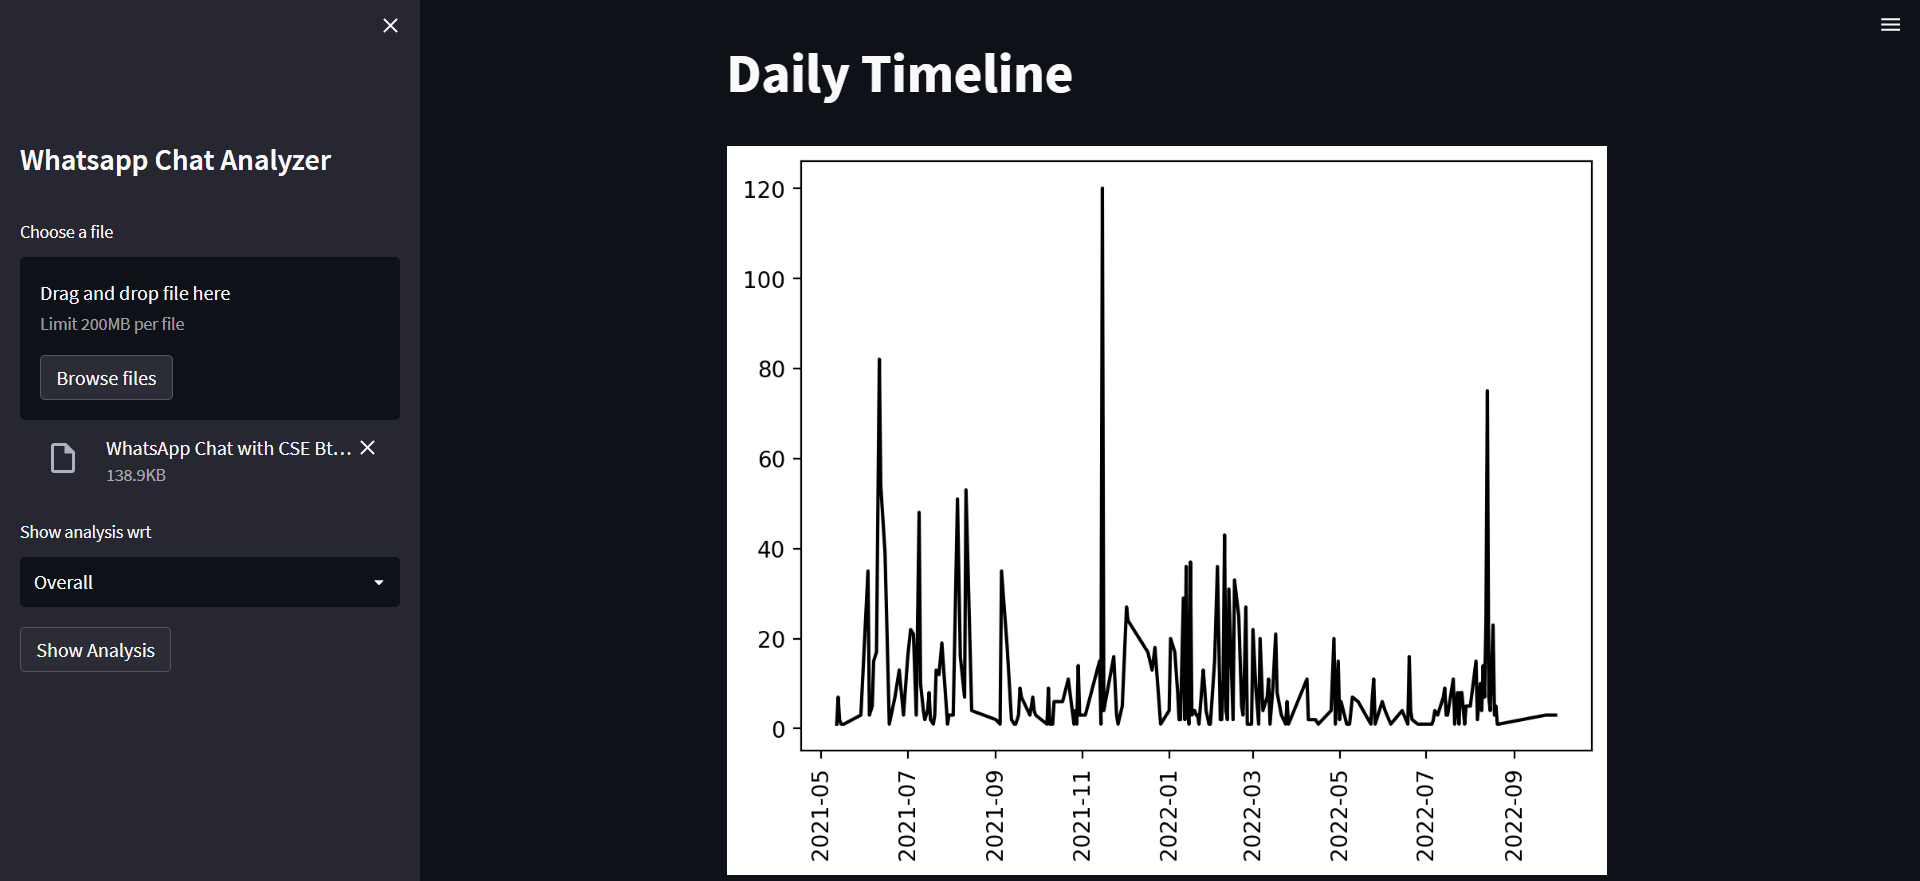 Whatsapp Chat Analyzer
Choose a file
Drag and drop file here
Limit 200MB per file
Browse files
WhatsApp Chat with CSE Bt...
138.9KB
Show analysis wrt
Overall
Show Analysis
Daily Timeline
120
100
80
60
40
20
0
2021-05
2021-07
2021-09
2021-11
2022-01
2022-03
2022-05
2022-07
2022-09